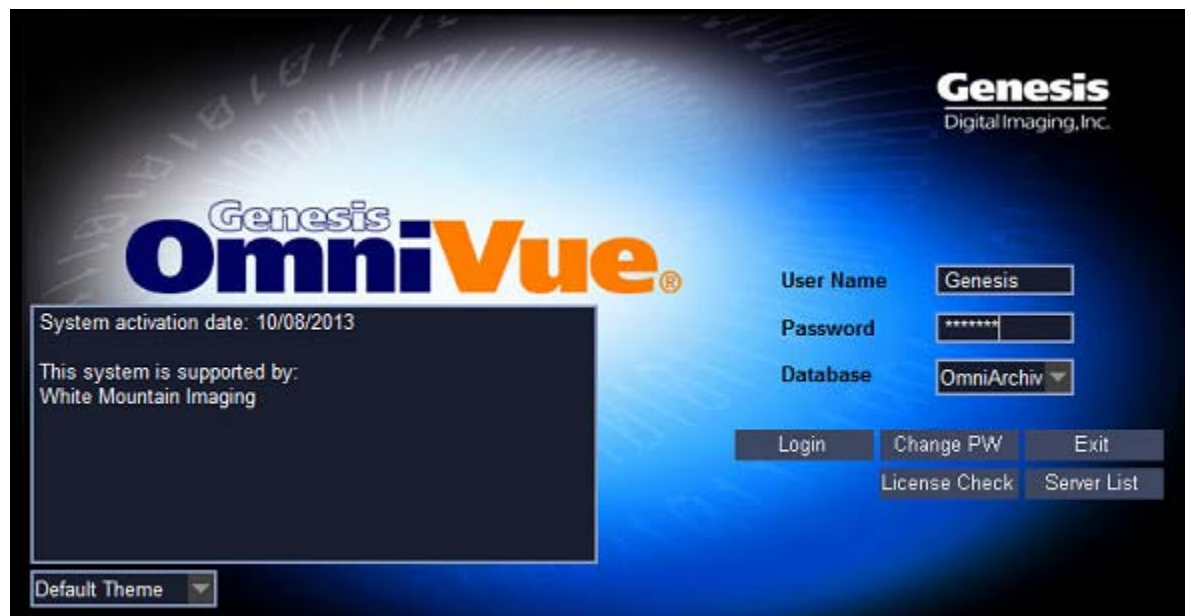 Genesis
Digital Imaging, Inc.
Genesis
OmniVue®
User Name Genesis
Password *******
Database OmniArchiv
System activation date: 10/08/2013
This system is supported by:
White Mountain Imaging
Login Change PW Exit
License Check Server List
Default Theme